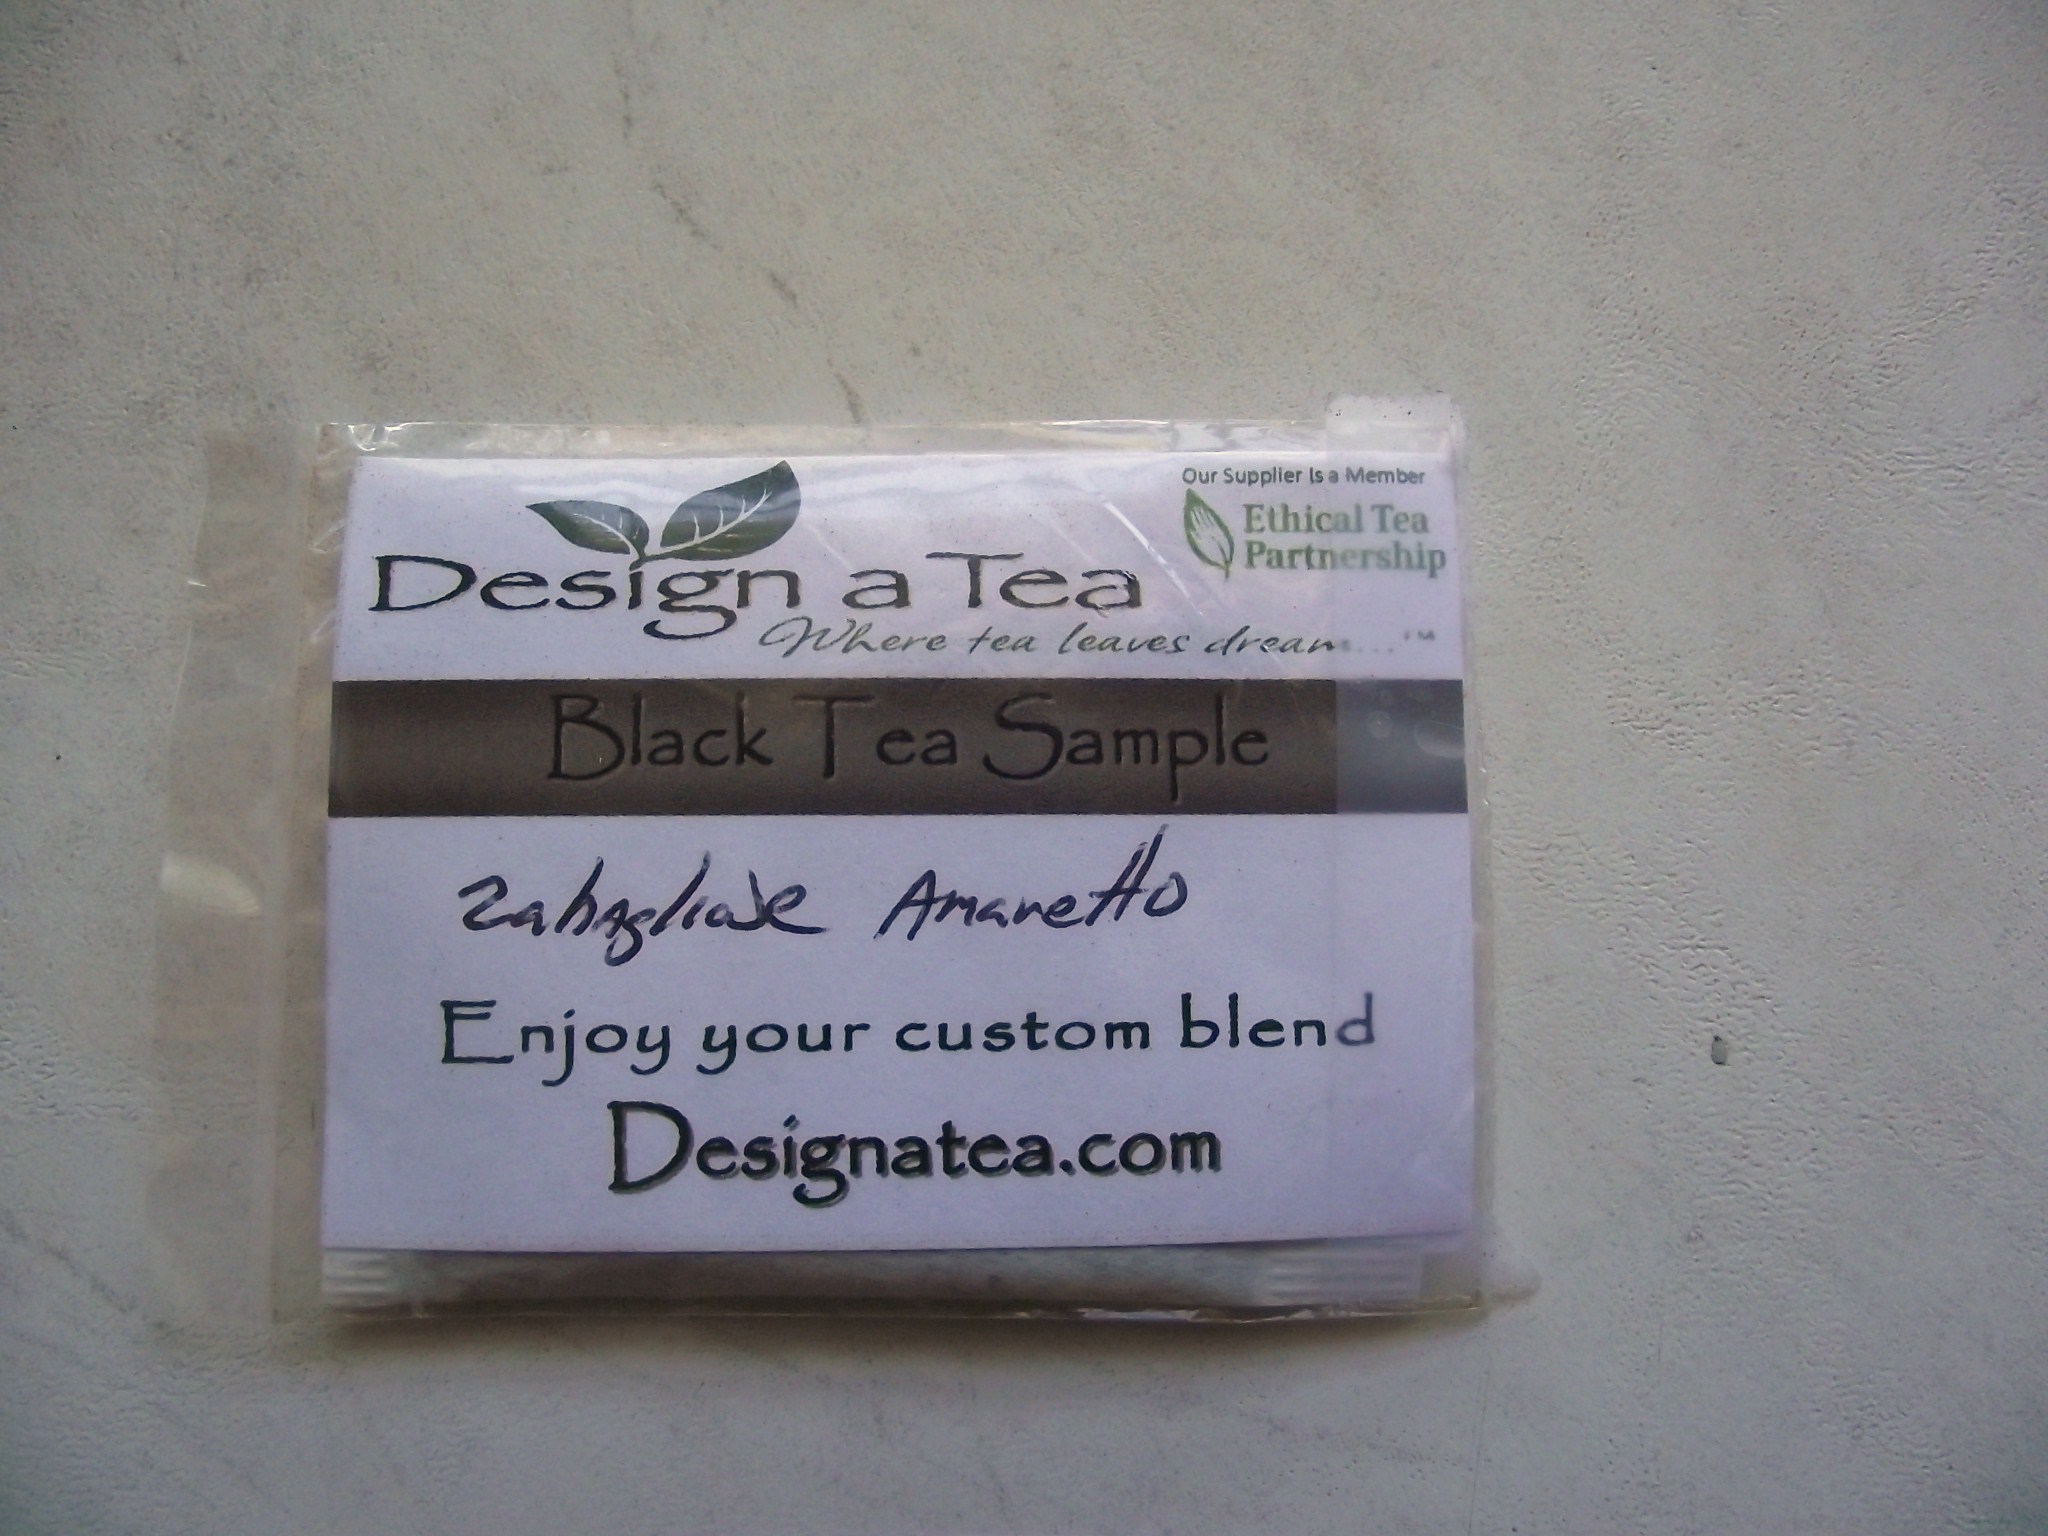 Our Supplier Is a Member
Ethical Tea
Partnership
Design a Tea
Where tea leaves dream...™
Black Tea Sample
Amaretto
Enjoy your custom blend
Designatea.com